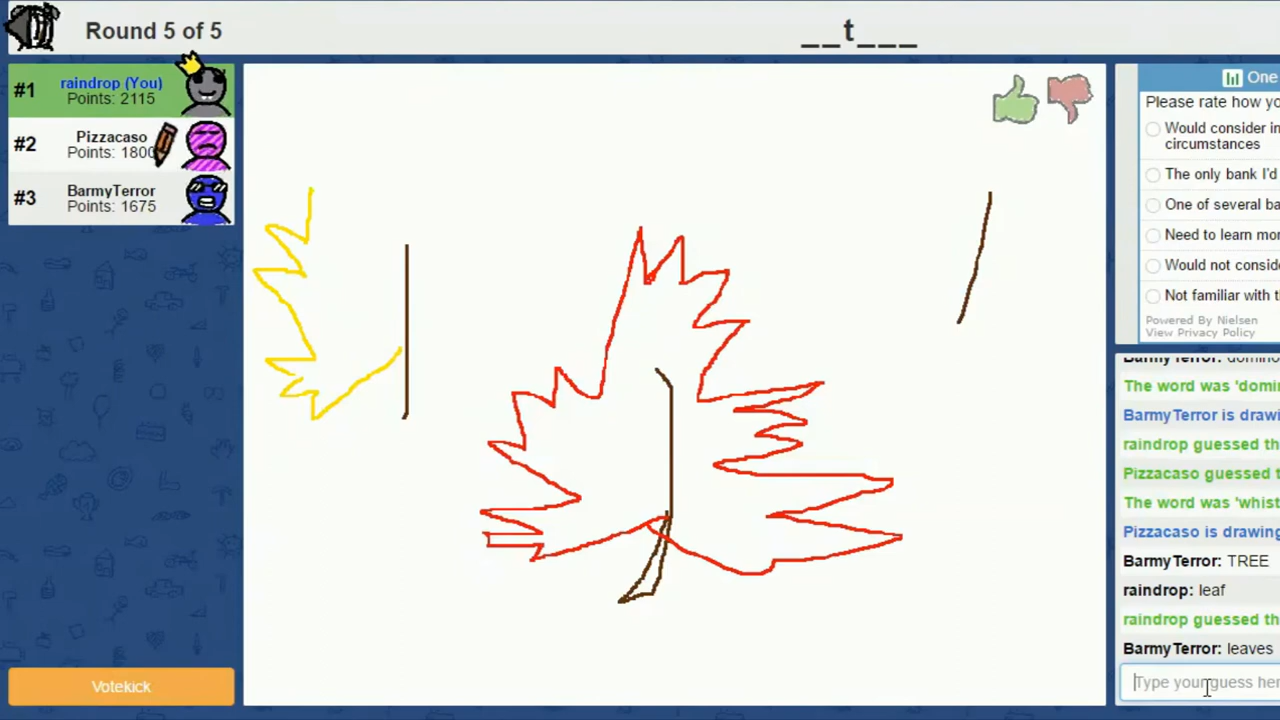 Round 5 of 5
__t___
#1
raindrop (You)
Points: 2115
#2
Pizzacaso
Points: 1800
#3
BarmyTerror
Points: 1675
Votekick
One
Please rate how yo
Would consider in
circumstances
The only bank I'd
One of several ba
Need to learn mor
Would not conside
Not familiar with t
Powered By Nielsen
View Privacy Policy
BarmyTerror: domino
The word was 'domi
BarmyTerror is drawi
raindrop guessed th
Pizzacaso guessed t
The word was 'whist
Pizzacaso is drawing
BarmyTerror: TREE
raindrop: leaf
raindrop guessed th
BarmyTerror: leaves
Type your guess her